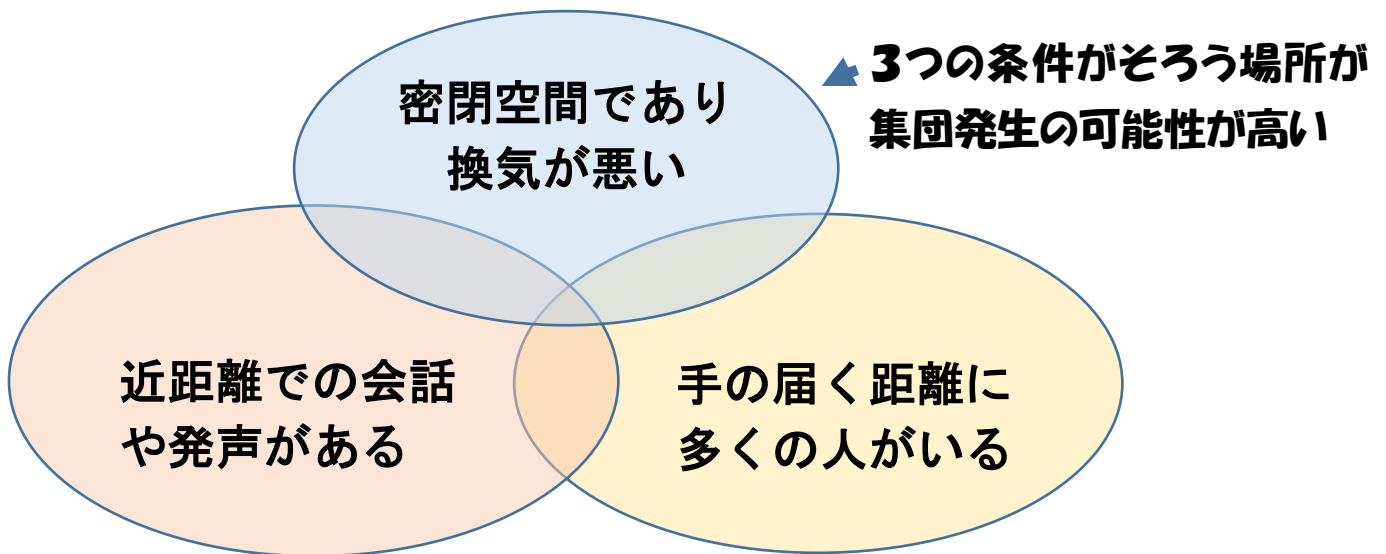 密閉空間であり
換気が悪い
3つの条件がそろう場所が
集団発生の可能性が高い
近距離での会話
や発声がある
手の届く距離に
多くの人がいる